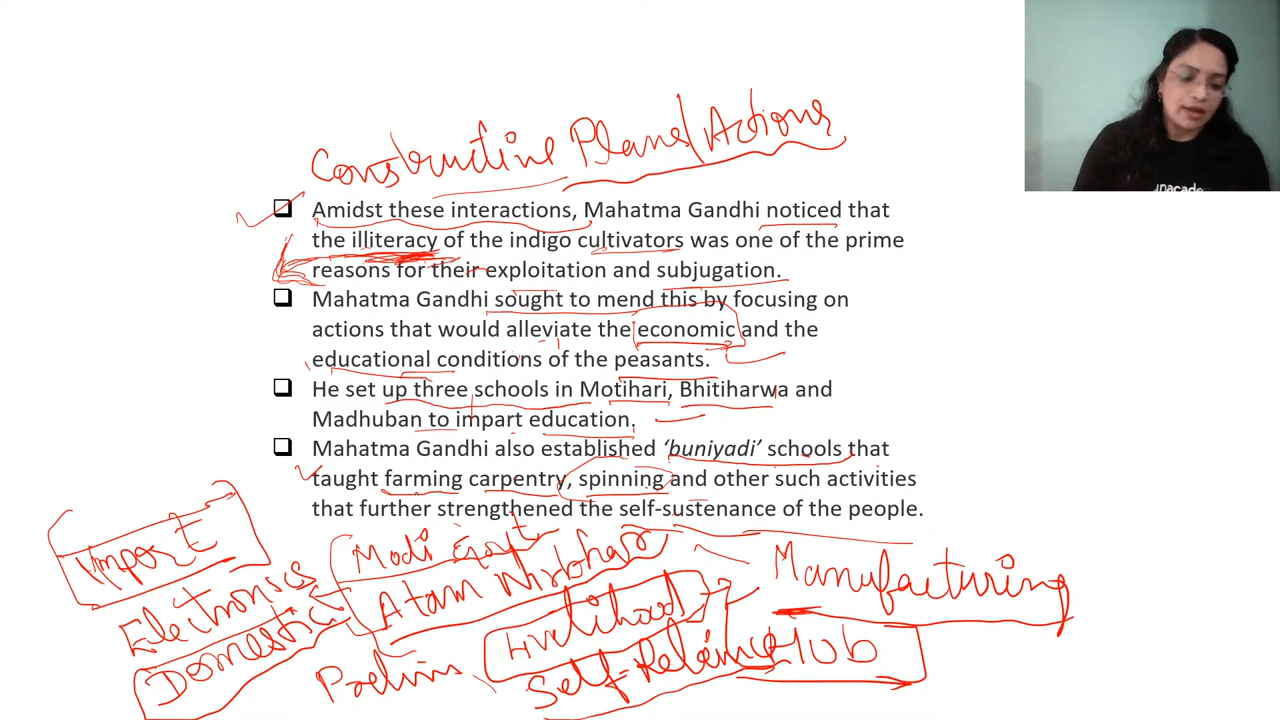 Constructive Plans/Actions
❑ Amidst these interactions, Mahatma Gandhi noticed that
the illiteracy of the indigo cultivators was one of the prime
reasons for their exploitation and subjugation.
❑ Mahatma Gandhi sought to mend this by focusing on
actions that would alleviate the economic and the
educational conditions of the peasants.
❑ He set up three schools in Motihari, Bhitiharwa and
Madhuban to impart education.
❑ Mahatma Gandhi also established ‘buniyadi’ schools that
taught farming carpentry, spinning and other such activities
that further strengthened the self-sustenance of the people.
Import
Modi Govt
Manufacturing
Electronics
Atam Nirbhar
Domestic
Livelihood
Job
Prelims